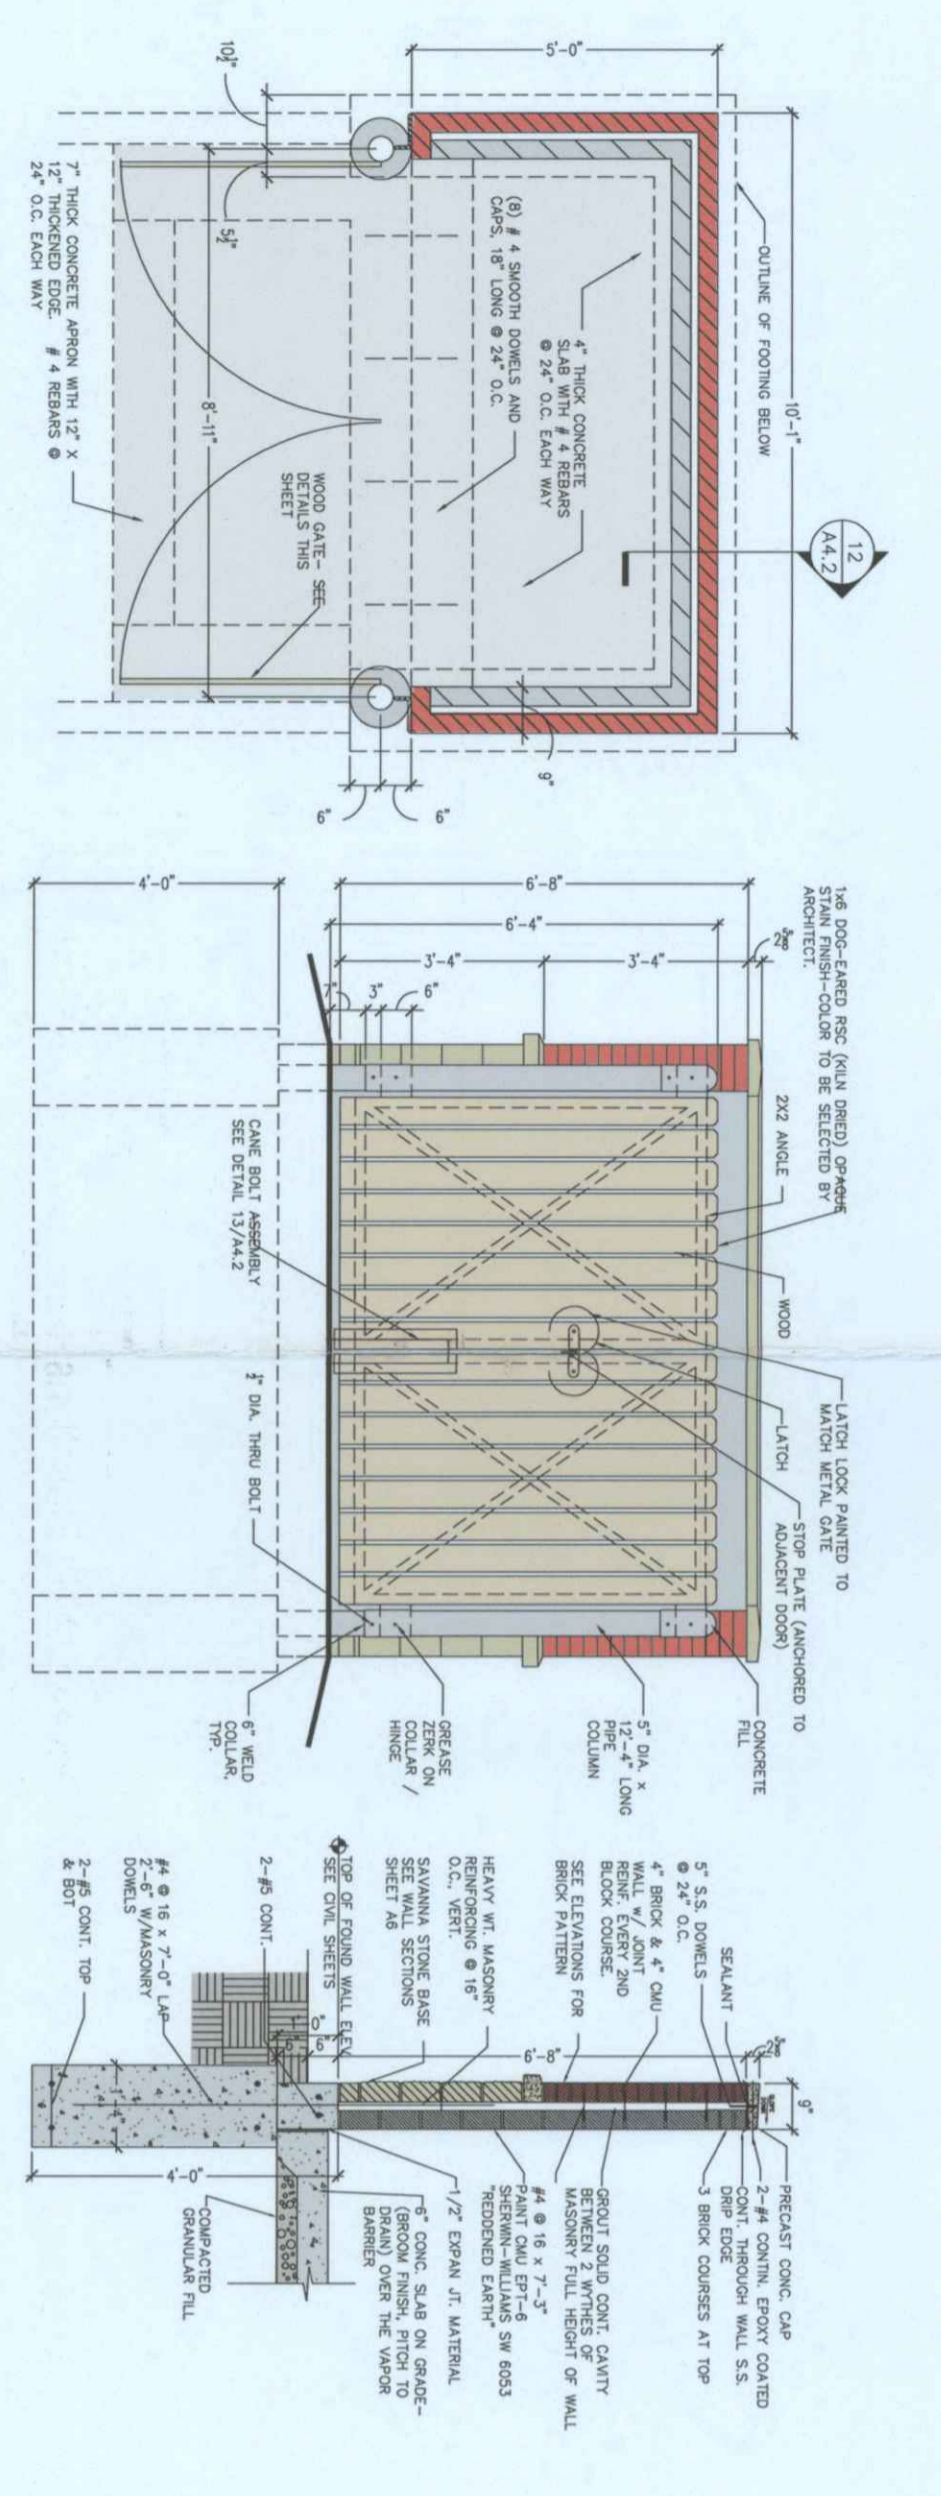 5'-0"
10'-1"
10½"
5½"
OUTLINE OF FOOTING BELOW
12
A4.2
4" THICK CONCRETE
SLAB WITH # 4 REBARS
@ 24" O.C. EACH WAY
(8) # 4 SMOOTH DOWELS AND
CAPS, 18" LONG @ 24" O.C.
8'-11"
WOOD GATE- SEE
DETAILS THIS
SHEET
7" THICK CONCRETE APRON WITH 12" X
12" THICKENED EDGE. # 4 REBARS @
24" O.C. EACH WAY
9"
6"
6"
1x6 DOG-EARED RSC (KILN DRIED) OPAQUE
STAIN FINISH-COLOR TO BE SELECTED BY
ARCHITECT.
2X2 ANGLE
WOOD
LATCH
LATCH LOCK PAINTED TO
MATCH METAL GATE
STOP PLATE (ANCHORED TO
ADJACENT DOOR)
CONCRETE
FILL
5" DIA. x
12'-4" LONG
PIPE
COLUMN
GREASE
ZERK ON
COLLAR /
HINGE
6" WELD
COLLAR,
TYP.
½" DIA. THRU BOLT
CANE BOLT ASSEMBLY
SEE DETAIL 13/A4.2
2⅝"
6'-8"
6'-4"
3'-4"
3'-4"
7"
3"
6"
4'-0"
SEALANT
5" S.S. DOWELS
@ 24" O.C.
4" BRICK & 4" CMU
WALL w/ JOINT
REINF. EVERY 2ND
BLOCK COURSE.
SEE ELEVATIONS FOR
BRICK PATTERN
HEAVY WT. MASONRY
REINFORCING @ 16"
O.C., VERT.
SAVANNA STONE BASE
SEE WALL SECTIONS
SHEET A6
TOP OF FOUND WALL ELEV
SEE CIVIL SHEETS
2-#5 CONT.
#4 @ 16 x 7'-0" LAP
2'-6" W/MASONRY
DOWELS
2-#5 CONT. TOP
& BOT
9"
6'-8"
4'-0"
PRECAST CONC. CAP
2-#4 CONTIN. EPOXY COATED
CONT. THROUGH WALL S.S.
DRIP EDGE
3 BRICK COURSES AT TOP
GROUT SOLID CONT. CAVITY
BETWEEN 2 WYTHES OF
MASONRY FULL HEIGHT OF WALL
#4 @ 16 x 7'-3"
PAINT CMU EPT-6
SHERWIN-WILLIAMS SW 6053
"REDDENED EARTH"
1/2" EXPAN JT. MATERIAL
6" CONC. SLAB ON GRADE-
(BROOM FINISH, PITCH TO
DRAIN) OVER THE VAPOR
BARRIER
COMPACTED
GRANULAR FILL